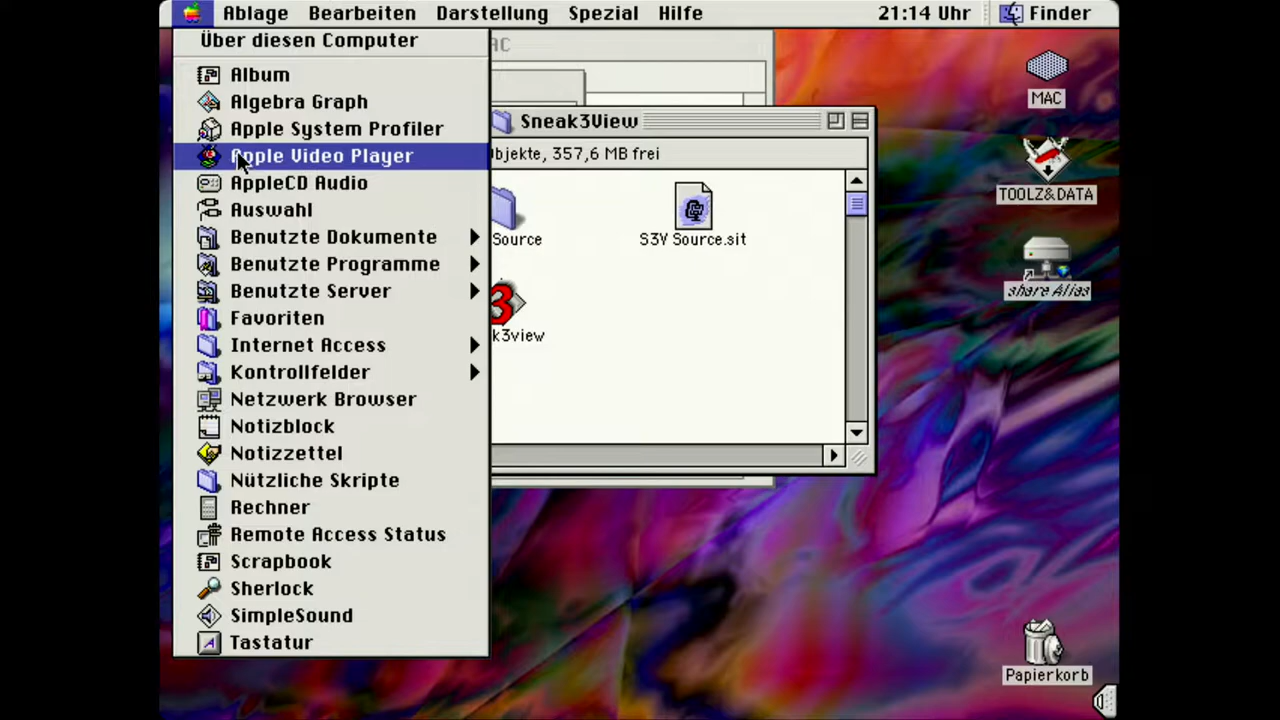 Ablage Bearbeiten Darstellung Spezial Hilfe 21:14 Uhr Finder
Über diesen Computer
Album
Algebra Graph
Apple System Profiler
Apple Video Player
AppleCD Audio
Auswahl
Benutzte Dokumente
Benutzte Programme
Benutzte Server
Favoriten
Internet Access
Kontrollfelder
Netzwerk Browser
Notizblock
Notizzettel
Nützliche Skripte
Rechner
Remote Access Status
Scrapbook
Sherlock
SimpleSound
Tastatur
AC
Sneak3View
bjekte, 357,6 MB frei
Source
S3V Source.sit
k3view
MAC
TOOLZ&DATA
share Alias
Papierkorb